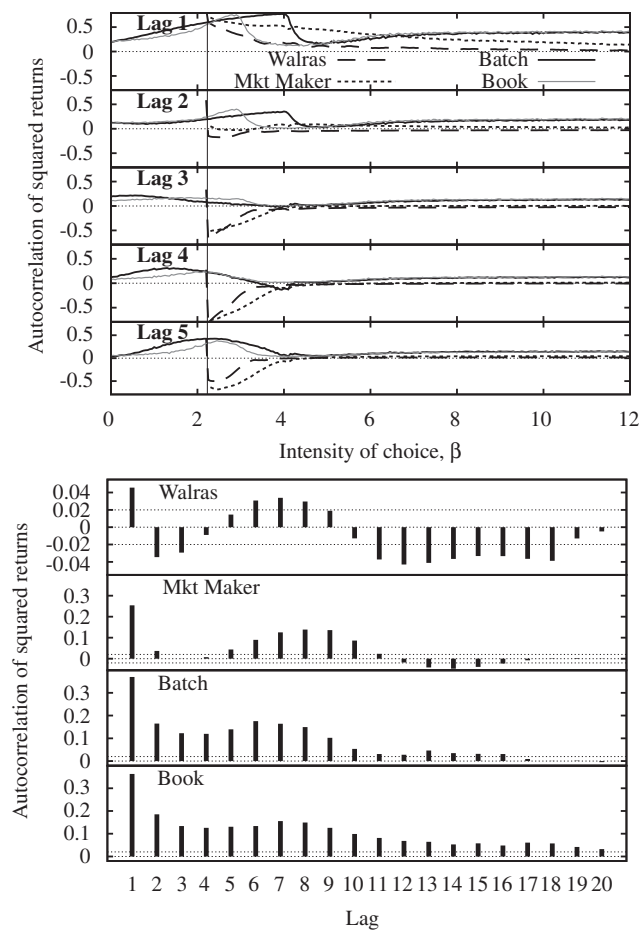 Autocorrelation of squared returns
0.5
Lag 1
0
Walras
Batch
-0.5
Mkt Maker
Book
0.5
Lag 2
0
-0.5
0.5
Lag 3
0
-0.5
0.5
Lag 4
0
-0.5
0.5
Lag 5
0
-0.5
0 2 4 6 8 10 12
Intensity of choice, β
Autocorrelation of squared returns
0.04
Walras
0.02
0
-0.02
-0.04
Mkt Maker
0.3
0.2
0.1
0
Batch
0.3
0.2
0.1
0
Book
0.3
0.2
0.1
0
1 2 3 4 5 6 7 8 9 10 11 12 13 14 15 16 17 18 19 20
Lag